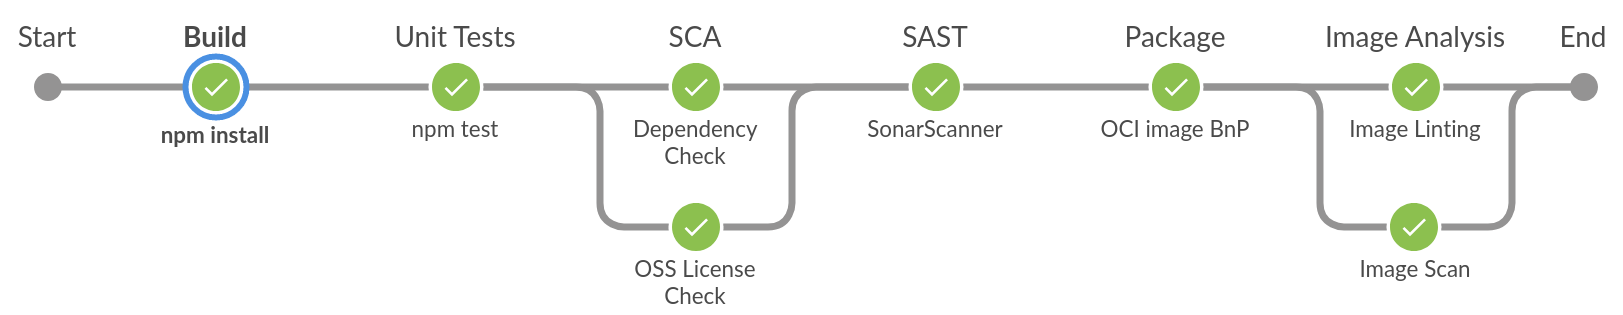 Start
Build
Unit Tests
SCA
SAST
Package
Image Analysis
End
npm install
npm test
Dependency
Check
SonarScanner
OCI image BnP
Image Linting
OSS License
Check
Image Scan